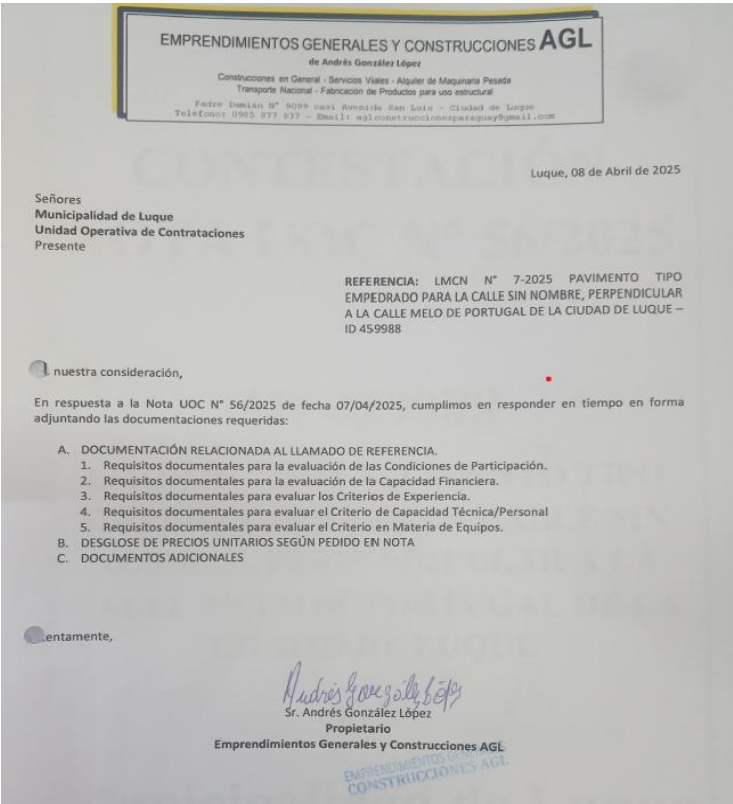 EMPRENDIMIENTOS GENERALES Y CONSTRUCCIONES AGL
de Andrés González López
Construcciones en General - Servicios Viales - Alquiler de Maquinaria Pesada
Transporte Nacional - Fabricación de Productos para uso estructural
Padre Damián N° 9099 casi Avenida San Luis - Ciudad de Luque
Teléfono: 0985 877 837 - Email: aglconstruccionesparaguay@gmail.com
Luque, 08 de Abril de 2025
Señores
Municipalidad de Luque
Unidad Operativa de Contrataciones
Presente
REFERENCIA: LMCN N° 7-2025 PAVIMENTO TIPO
EMPEDRADO PARA LA CALLE SIN NOMBRE, PERPENDICULAR
A LA CALLE MELO DE PORTUGAL DE LA CIUDAD DE LUQUE –
ID 459988
nuestra consideración,
En respuesta a la Nota UOC N° 56/2025 de fecha 07/04/2025, cumplimos en responder en tiempo en forma
adjuntando las documentaciones requeridas:
A. DOCUMENTACIÓN RELACIONADA AL LLAMADO DE REFERENCIA.
1. Requisitos documentales para la evaluación de las Condiciones de Participación.
2. Requisitos documentales para la evaluación de la Capacidad Financiera.
3. Requisitos documentales para evaluar los Criterios de Experiencia.
4. Requisitos documentales para evaluar el Criterio de Capacidad Técnica/Personal
5. Requisitos documentales para evaluar el Criterio en Materia de Equipos.
B. DESGLOSE DE PRECIOS UNITARIOS SEGÚN PEDIDO EN NOTA
C. DOCUMENTOS ADICIONALES
.entamente,
Andrés González López
Sr. Andrés González López
Propietario
Emprendimientos Generales y Construcciones AGL
EMPRENDIMIENTOS GENERALES
CONSTRUCCIONES AGL